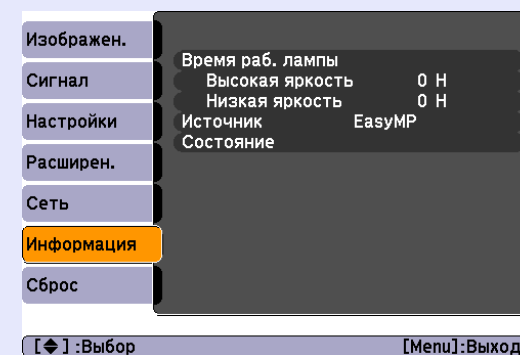 Изображен.
Сигнал
Настройки
Расширен.
Сеть
Информация
Сброс
Время раб. лампы
Высокая яркость 0 H
Низкая яркость 0 H
Источник EasyMP
Состояние
[◆] :Выбор [Menu]:Выход